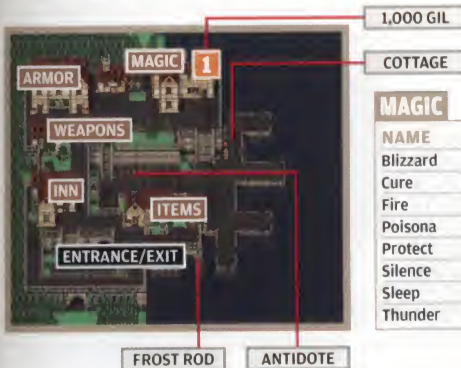 1,000 GIL
COTTAGE
ARMOR
MAGIC
1
WEAPONS
INN
ITEMS
ENTRANCE/EXIT
FROST ROD
ANTIDOTE
MAGIC
NAME
Blizzard
Cure
Fire
Poisona
Protect
Silence
Sleep
Thunder